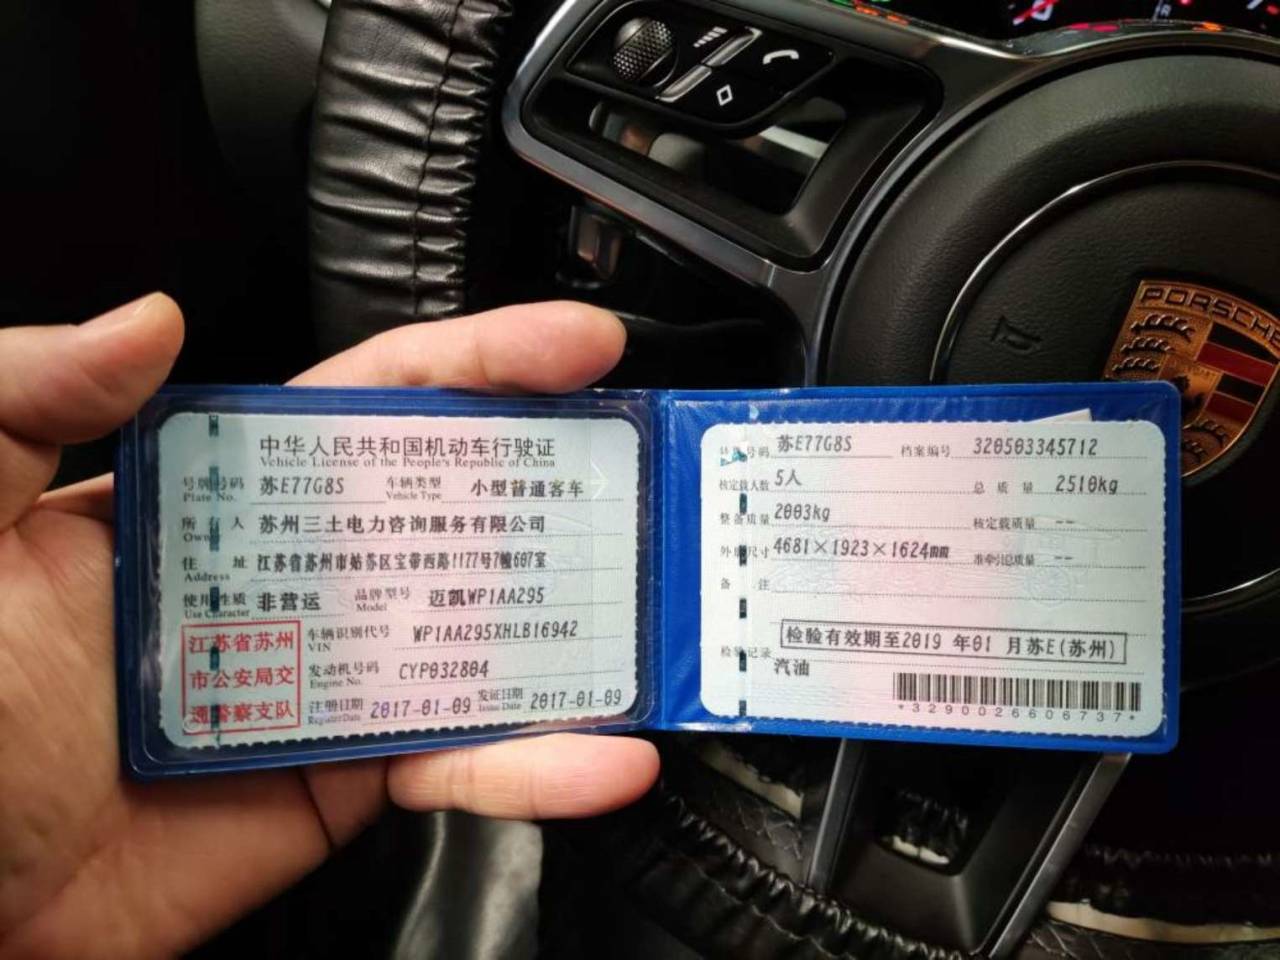 PORSCHE
中华人民共和国机动车行驶证
Vehicle License of the People's Republic of China
号牌号码 苏E77G8S 车辆类型 小型普通客车
Plate No. Vehicle Type
所有人 苏州三土电力咨询服务有限公司
Owner
住址 江苏省苏州市姑苏区宝带西路1177号7幢607室
Address
使用性质 非营运 品牌型号 迈凯WP1AA295
Use Character Model
江苏省苏州
市公安局交
通警察支队
车辆识别代号 WP1AA295XHLB16942
VIN
发动机号码 CYP032804
Engine No.
注册日期 2017-01-09 发证日期 2017-01-09
Register Date Issue Date
号牌号码 苏E77G8S 档案编号 320503345712
核定载人数 5人 总质量 2510kg
整备质量 2003kg 核定载质量 --
外廓尺寸 4681×1923×1624mm 准牵引总质量 --
备注
检验记录 检验有效期至2019年01月苏E(苏州)
汽油
*3290026606737*